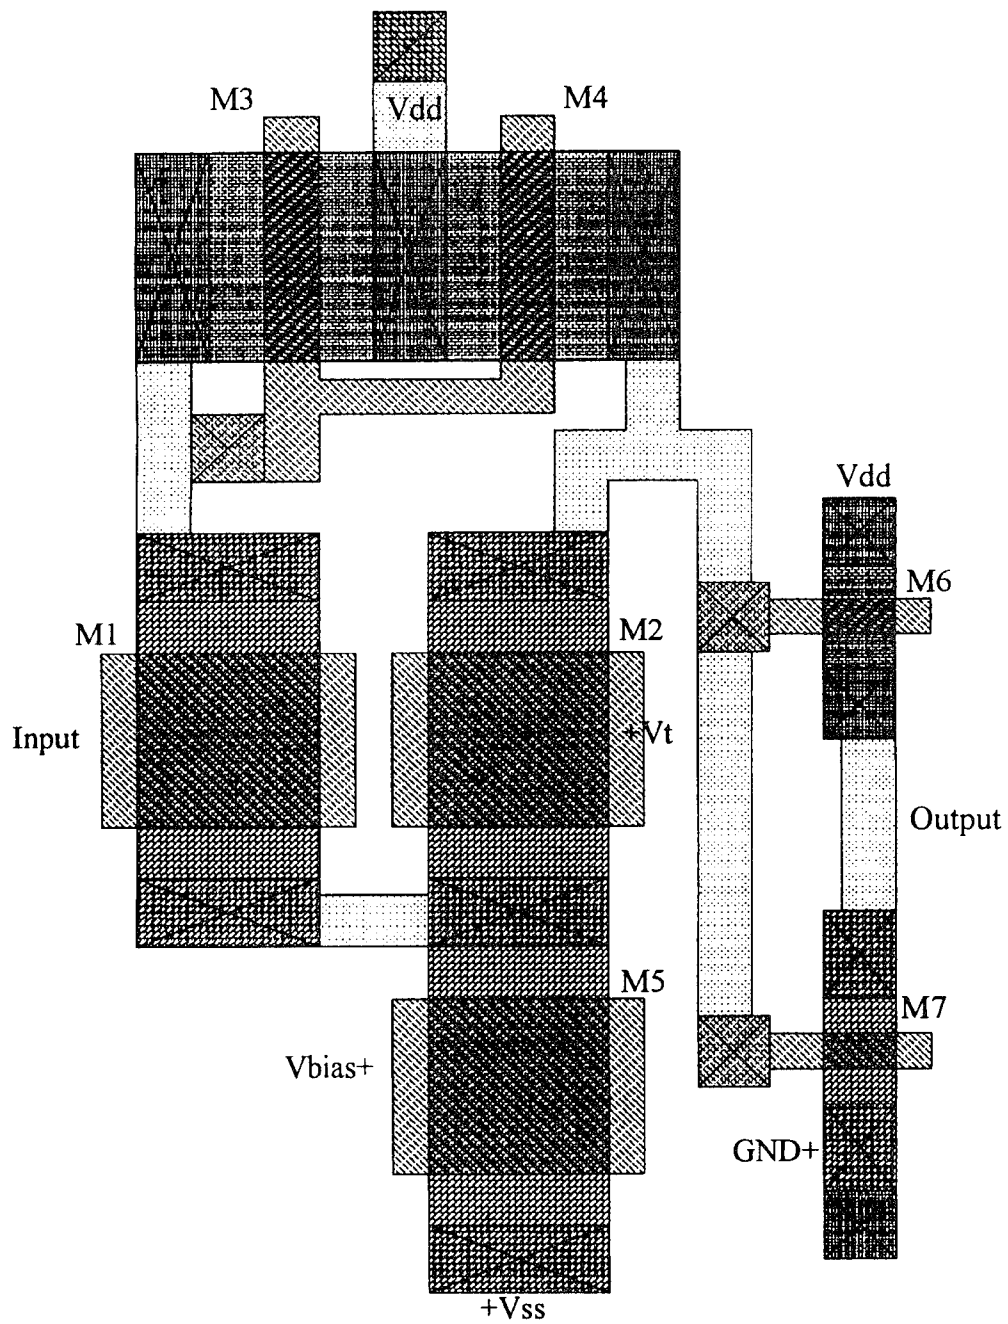 M3
Vdd
M4
Vdd
M6
M1
M2
Input
+Vt
Output
M5
M7
Vbias+
GND+
+Vss